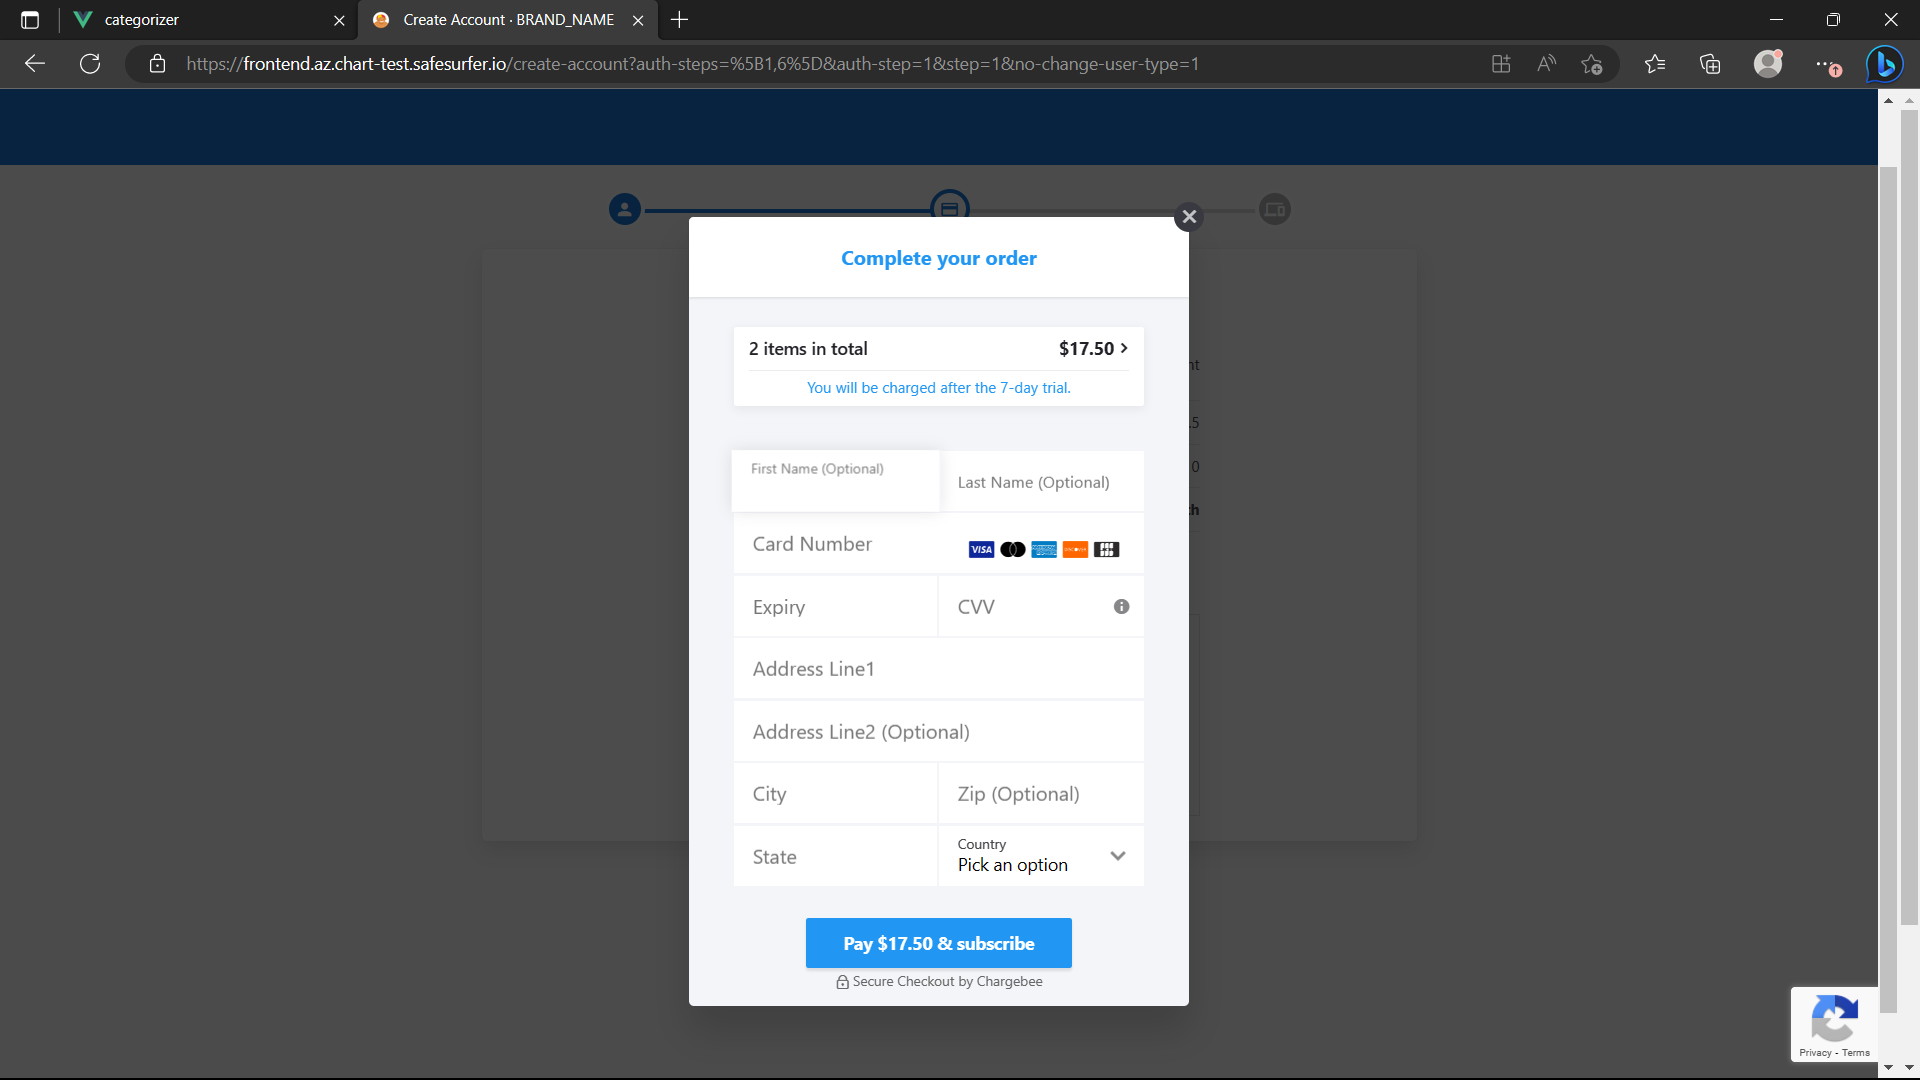 categorizer
Create Account · BRAND_NAME
https://frontend.az.chart-test.safesurfer.io/create-account?auth-steps=%5B1,6%5D&auth-step=1&step=1&no-change-user-type=1
Complete your order
2 items in total $17.50
You will be charged after the 7-day trial.
nt
.5
0
th
First Name (Optional)
Last Name (Optional)
Card Number
VISA
Expiry
CVV
Address Line1
Address Line2 (Optional)
City
Zip (Optional)
State
Country
Pick an option
Pay $17.50 & subscribe
Secure Checkout by Chargebee
Privacy - Terms